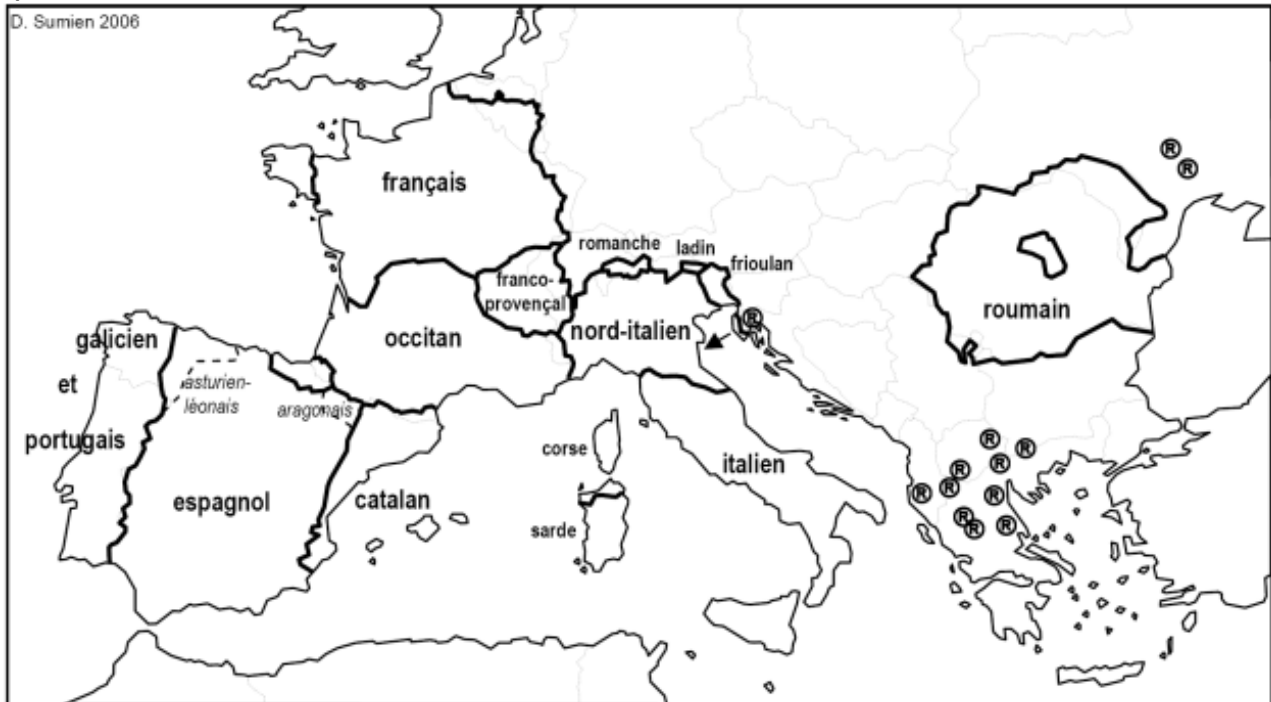 D. Sumien 2006
français
romanche
ladin
frioulan
franco-
provençal
occitan
nord-italien
roumain
galicien
et
portugais
asturien-
léonais
aragonais
espagnol
catalan
corse
sarde
italien
R
R
R
R
R
R
R
R
R
R
R
R
R